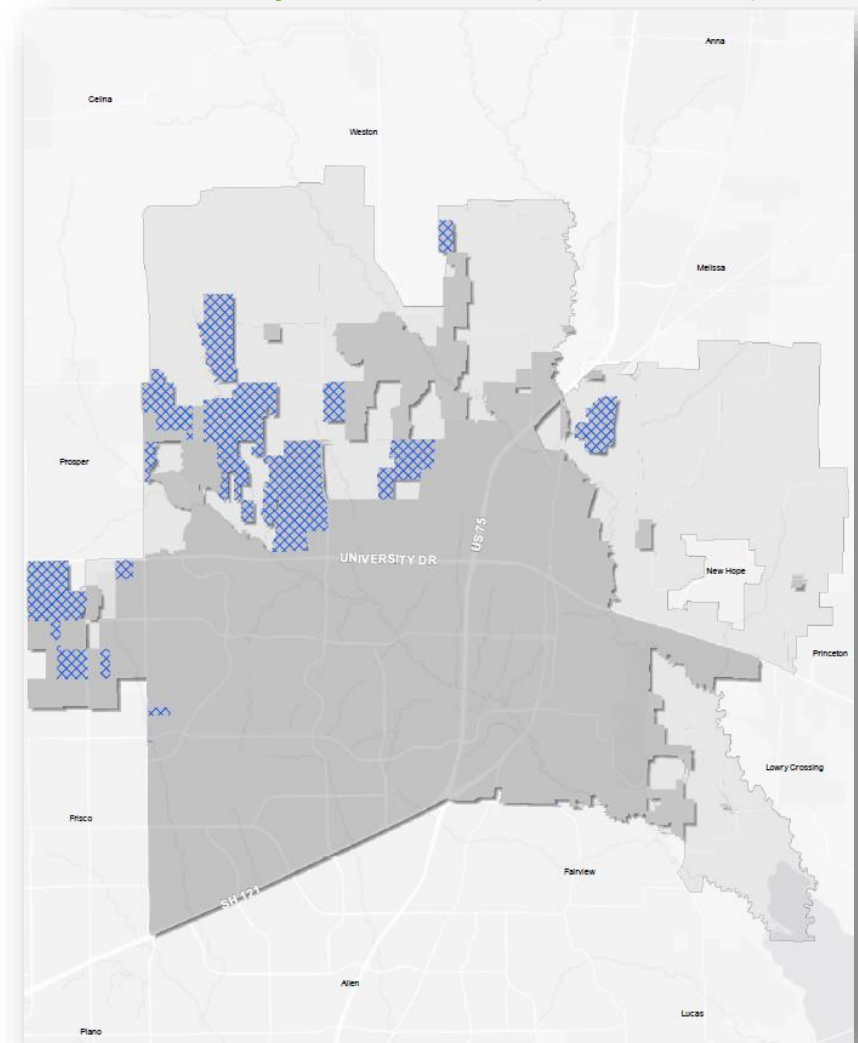 Anna
Celina
Weston
Melissa
Prosper
US 75
UNIVERSITY DR
New Hope
Princeton
Lowry Crossing
Frisco
Fairview
SH 121
Allen
Lucas
Plano